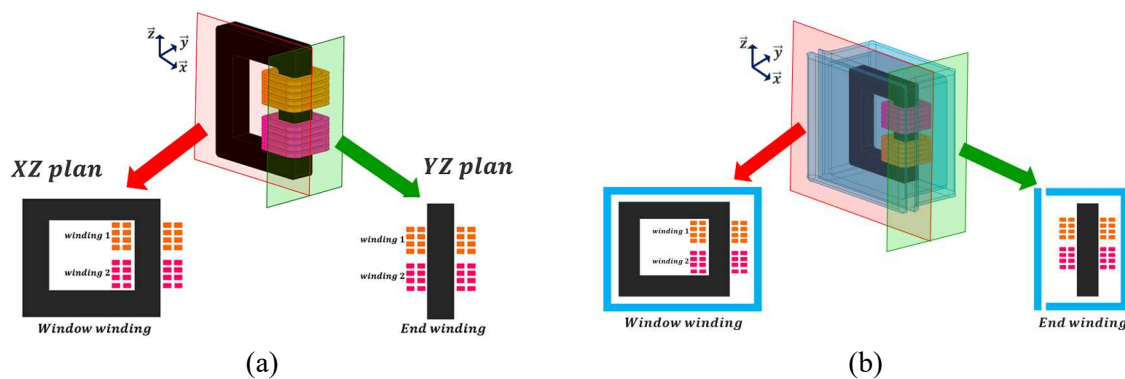 z⃗
y⃗
x⃗
XZ plan
YZ plan
winding 1
winding 2
Window winding
winding 1
winding 2
End winding
(a)
z⃗
y⃗
x⃗
winding 1
winding 2
Window winding
End winding
(b)